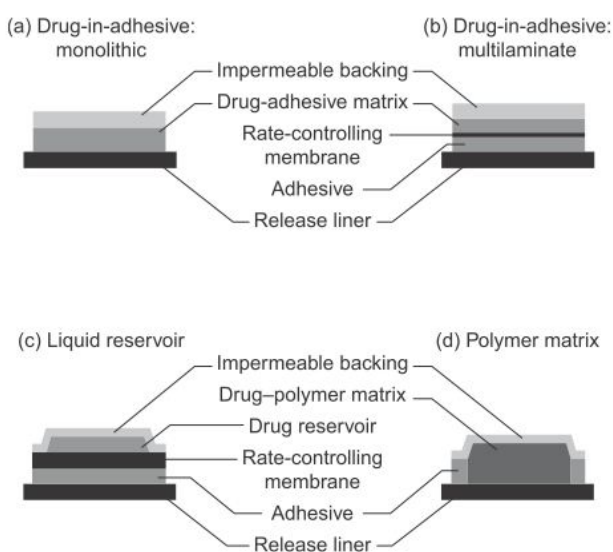 (a) Drug-in-adhesive:
monolithic
(b) Drug-in-adhesive:
multilaminate
Impermeable backing
Drug-adhesive matrix
Rate-controlling
membrane
Adhesive
Release liner
(c) Liquid reservoir
(d) Polymer matrix
Impermeable backing
Drug–polymer matrix
Drug reservoir
Rate-controlling
membrane
Adhesive
Release liner